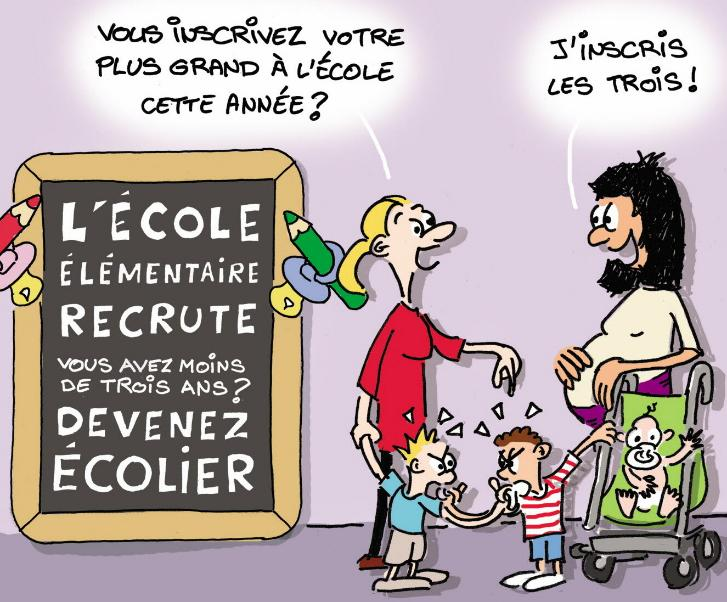 VOUS INSCRIVEZ VOTRE
PLUS GRAND À L'ÉCOLE
CETTE ANNÉE?
J'INSCRIS
LES TROIS!
L'ÉCOLE
ÉLÉMENTAIRE
RECRUTE
VOUS AVEZ MOINS
DE TROIS ANS?
DEVENEZ
ÉCOLIER